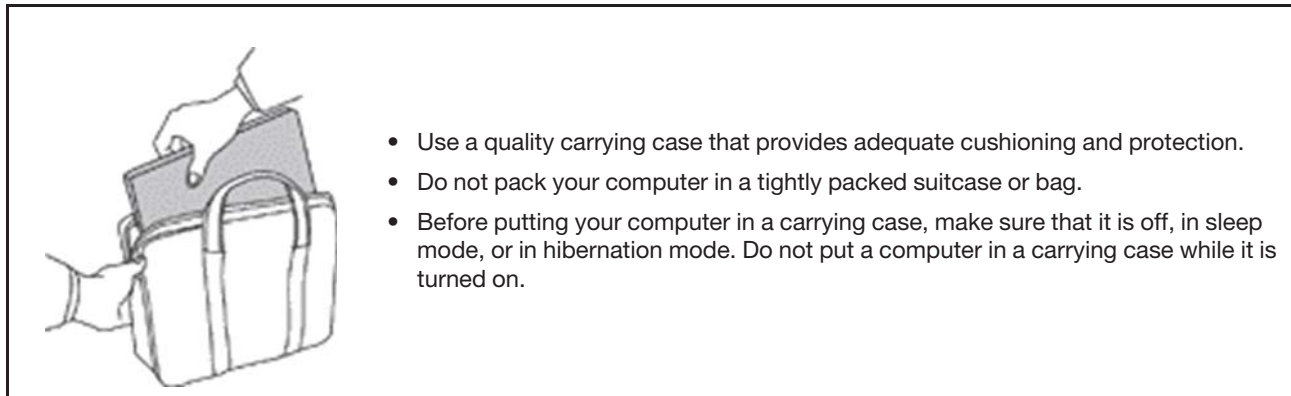 • Use a quality carrying case that provides adequate cushioning and protection.
• Do not pack your computer in a tightly packed suitcase or bag.
• Before putting your computer in a carrying case, make sure that it is off, in sleep
mode, or in hibernation mode. Do not put a computer in a carrying case while it is
turned on.